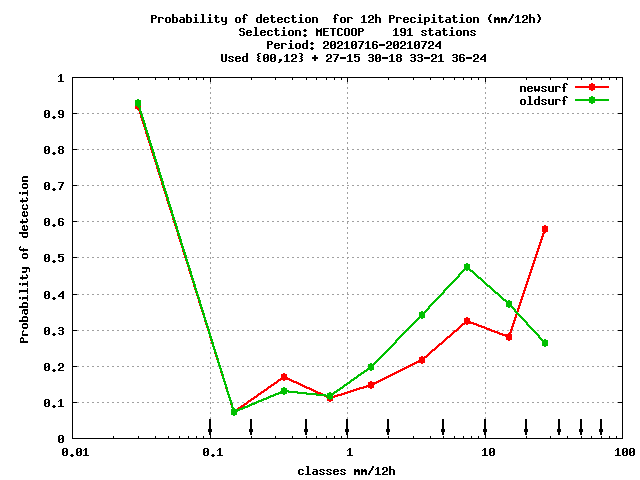 Probability of detection  for 12h Precipitation (mm/12h)
Selection: METCOOP    191 stations
Period: 20210716-20210724
Used {00,12} + 27-15 30-18 33-21 36-24
newsurf
oldsurf
Probability of detection
1
0.9
0.8
0.7
0.6
0.5
0.4
0.3
0.2
0.1
0
0.01 0.1 1 10 100
classes mm/12h